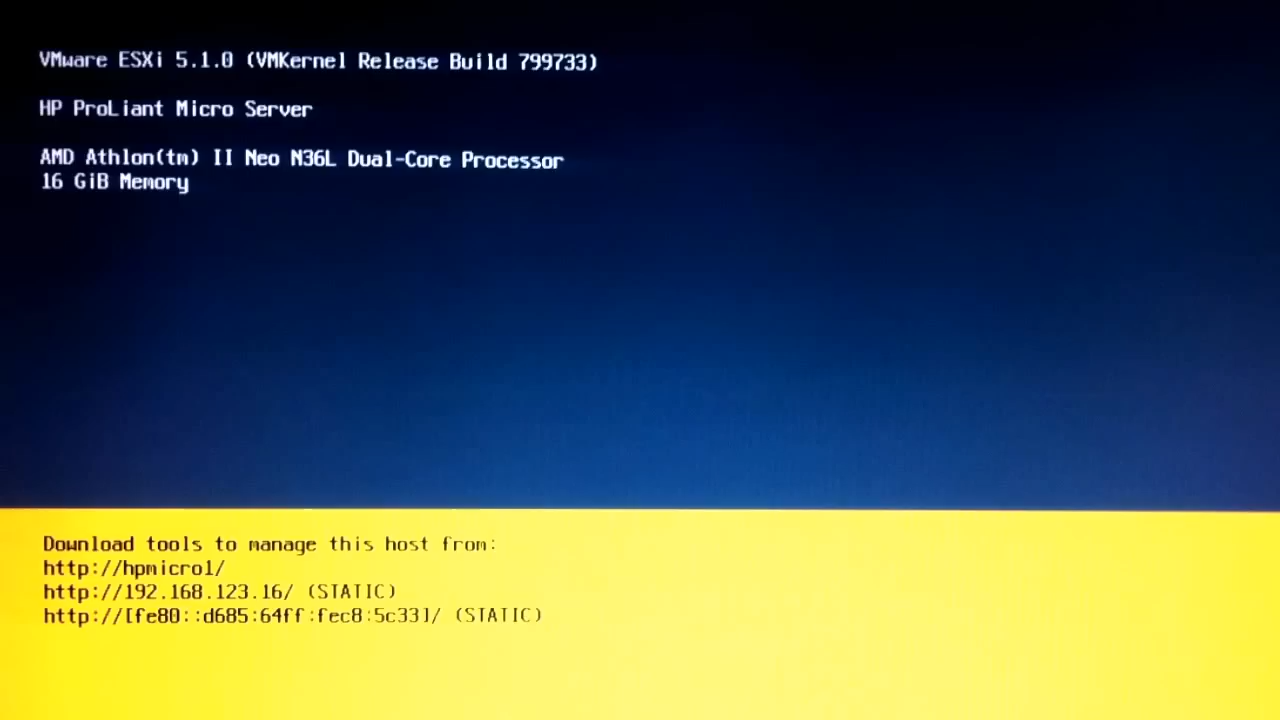 VMware ESXi 5.1.0 (VMKernel Release Build 799733)
HP ProLiant Micro Server
AMD Athlon(tm) II Neo N36L Dual-Core Processor
16 GiB Memory
Download tools to manage this host from:
http://hpmicro1/
http://192.168.123.16/ (STATIC)
http://[fe80::d685:64ff:fec8:5c33]/ (STATIC)